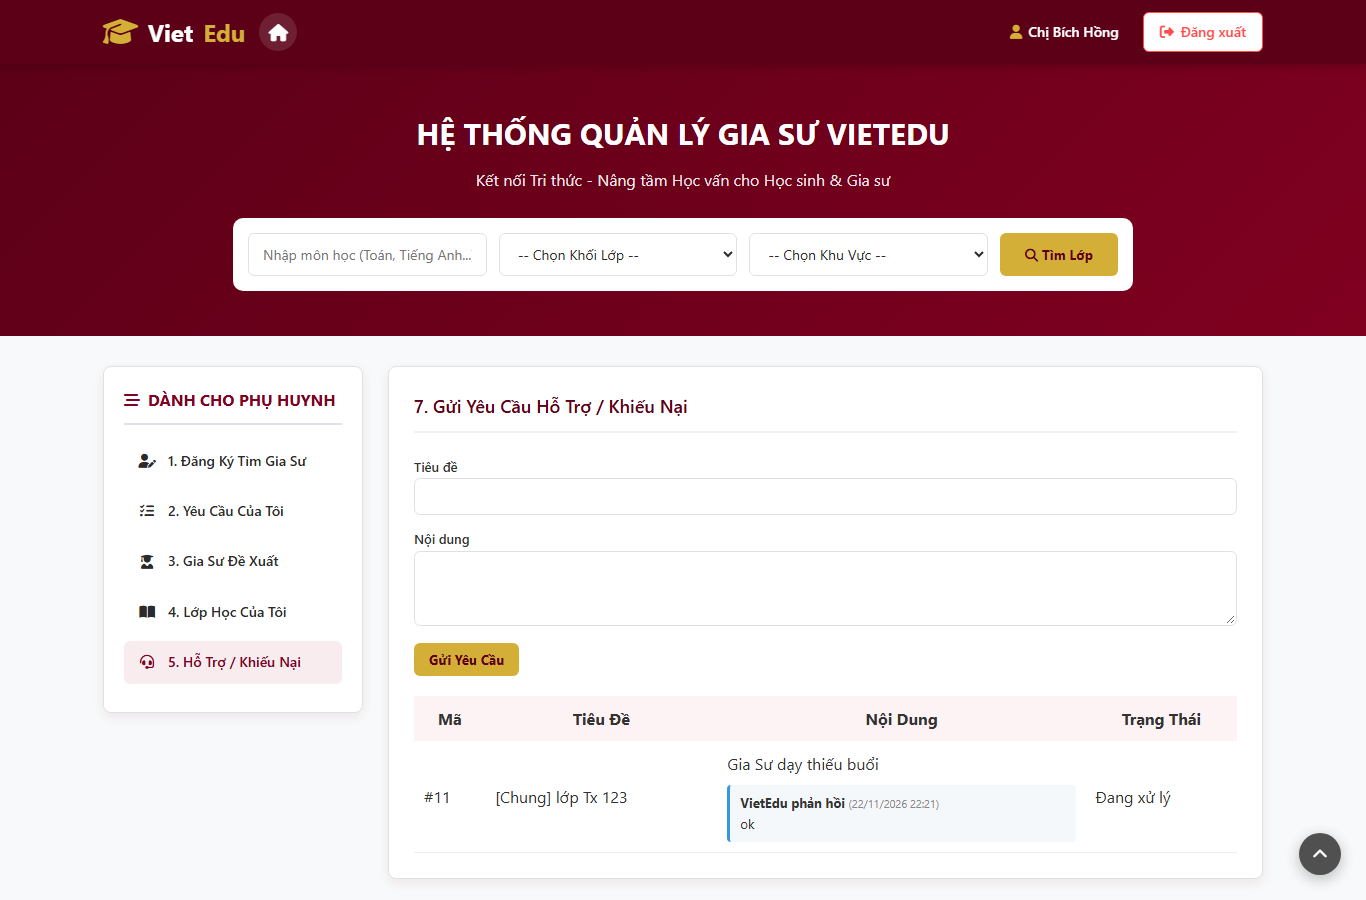 Viet Edu
Chị Bích Hồng
Đăng xuất
HỆ THỐNG QUẢN LÝ GIA SƯ VIETEDU
Kết nối Tri thức - Nâng tầm Học vấn cho Học sinh & Gia sư
Nhập môn học (Toán, Tiếng Anh...
-- Chọn Khối Lớp --
-- Chọn Khu Vực --
Tìm Lớp
DÀNH CHO PHỤ HUYNH
1. Đăng Ký Tìm Gia Sư
2. Yêu Cầu Của Tôi
3. Gia Sư Đề Xuất
4. Lớp Học Của Tôi
5. Hỗ Trợ / Khiếu Nại
7. Gửi Yêu Cầu Hỗ Trợ / Khiếu Nại
Tiêu đề
Nội dung
Gửi Yêu Cầu
Mã Tiêu Đề Nội Dung Trạng Thái
Gia Sư dạy thiếu buổi
#11 [Chung] lớp Tx 123 Đang xử lý
VietEdu phản hồi (22/11/2026 22:21)
ok